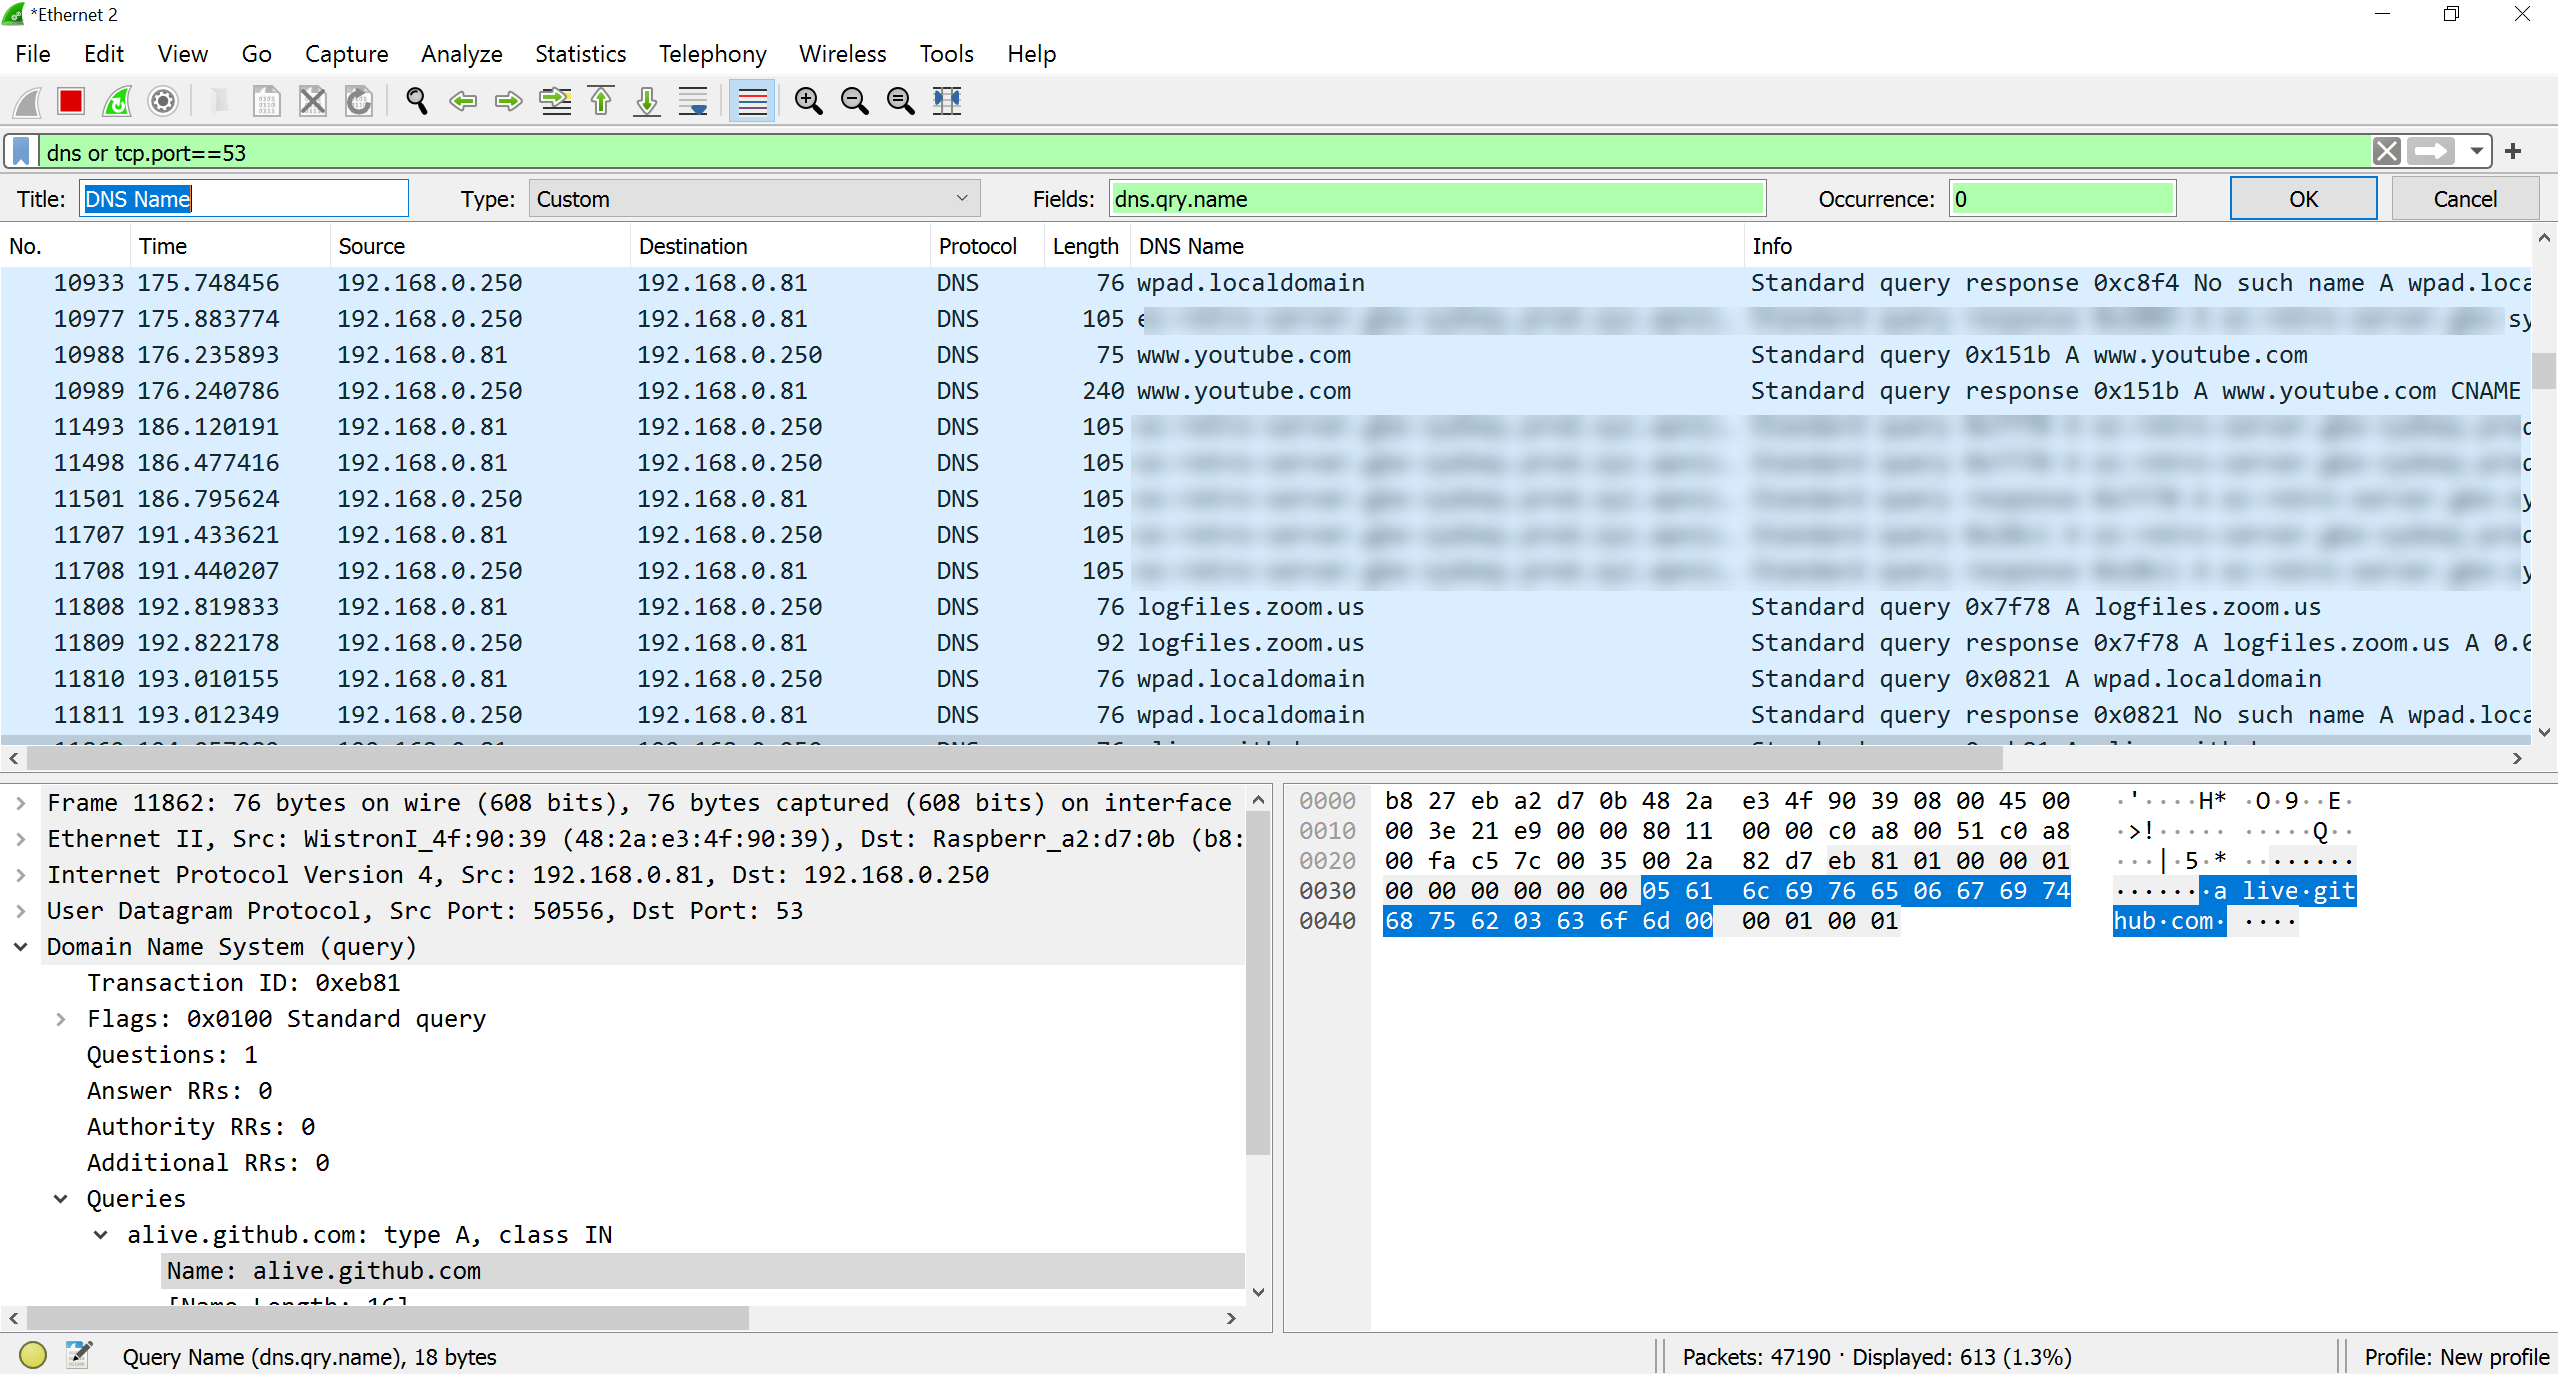 *Ethernet 2
File Edit View Go Capture Analyze Statistics Telephony Wireless Tools Help
dns or tcp.port==53
Title: DNS Name Type: Custom Fields: dns.qry.name Occurrence: 0 OK Cancel
No. Time Source Destination Protocol Length DNS Name Info
10933 175.748456 192.168.0.250 192.168.0.81 DNS 76 wpad.localdomain Standard query response 0xc8f4 No such name A wpad.loca
10977 175.883774 192.168.0.250 192.168.0.81 DNS 105
10988 176.235893 192.168.0.81 192.168.0.250 DNS 75 www.youtube.com Standard query 0x151b A www.youtube.com
10989 176.240786 192.168.0.250 192.168.0.81 DNS 240 www.youtube.com Standard query response 0x151b A www.youtube.com CNAME
11493 186.120191 192.168.0.81 192.168.0.250 DNS 105
11498 186.477416 192.168.0.81 192.168.0.250 DNS 105
11501 186.795624 192.168.0.250 192.168.0.81 DNS 105
11707 191.433621 192.168.0.81 192.168.0.250 DNS 105
11708 191.440207 192.168.0.250 192.168.0.81 DNS 105
11808 192.819833 192.168.0.81 192.168.0.250 DNS 76 logfiles.zoom.us Standard query 0x7f78 A logfiles.zoom.us
11809 192.822178 192.168.0.250 192.168.0.81 DNS 92 logfiles.zoom.us Standard query response 0x7f78 A logfiles.zoom.us A 0.0
11810 193.010155 192.168.0.81 192.168.0.250 DNS 76 wpad.localdomain Standard query 0x0821 A wpad.localdomain
11811 193.012349 192.168.0.250 192.168.0.81 DNS 76 wpad.localdomain Standard query response 0x0821 No such name A wpad.loca
Frame 11862: 76 bytes on wire (608 bits), 76 bytes captured (608 bits) on interface
Ethernet II, Src: WistronI_4f:90:39 (48:2a:e3:4f:90:39), Dst: Raspberr_a2:d7:0b (b8:
Internet Protocol Version 4, Src: 192.168.0.81, Dst: 192.168.0.250
User Datagram Protocol, Src Port: 50556, Dst Port: 53
Domain Name System (query)
Transaction ID: 0xeb81
Flags: 0x0100 Standard query
Questions: 1
Answer RRs: 0
Authority RRs: 0
Additional RRs: 0
Queries
alive.github.com: type A, class IN
Name: alive.github.com
[Name Length: 16]
0000 b8 27 eb a2 d7 0b 48 2a e3 4f 90 39 08 00 45 00 ·'····H* ·O·9··E·
0010 00 3e 21 e9 00 00 80 11 00 00 c0 a8 00 51 c0 a8 ·>!····· ·····Q··
0020 00 fa c5 7c 00 35 00 2a 82 d7 eb 81 01 00 00 01 ···|·5·* ········
0030 00 00 00 00 00 00 05 61 6c 69 76 65 06 67 69 74 ·······a live·git
0040 68 75 62 03 63 6f 6d 00 00 01 00 01 hub·com· ····
Query Name (dns.qry.name), 18 bytes Packets: 47190 · Displayed: 613 (1.3%) Profile: New profile